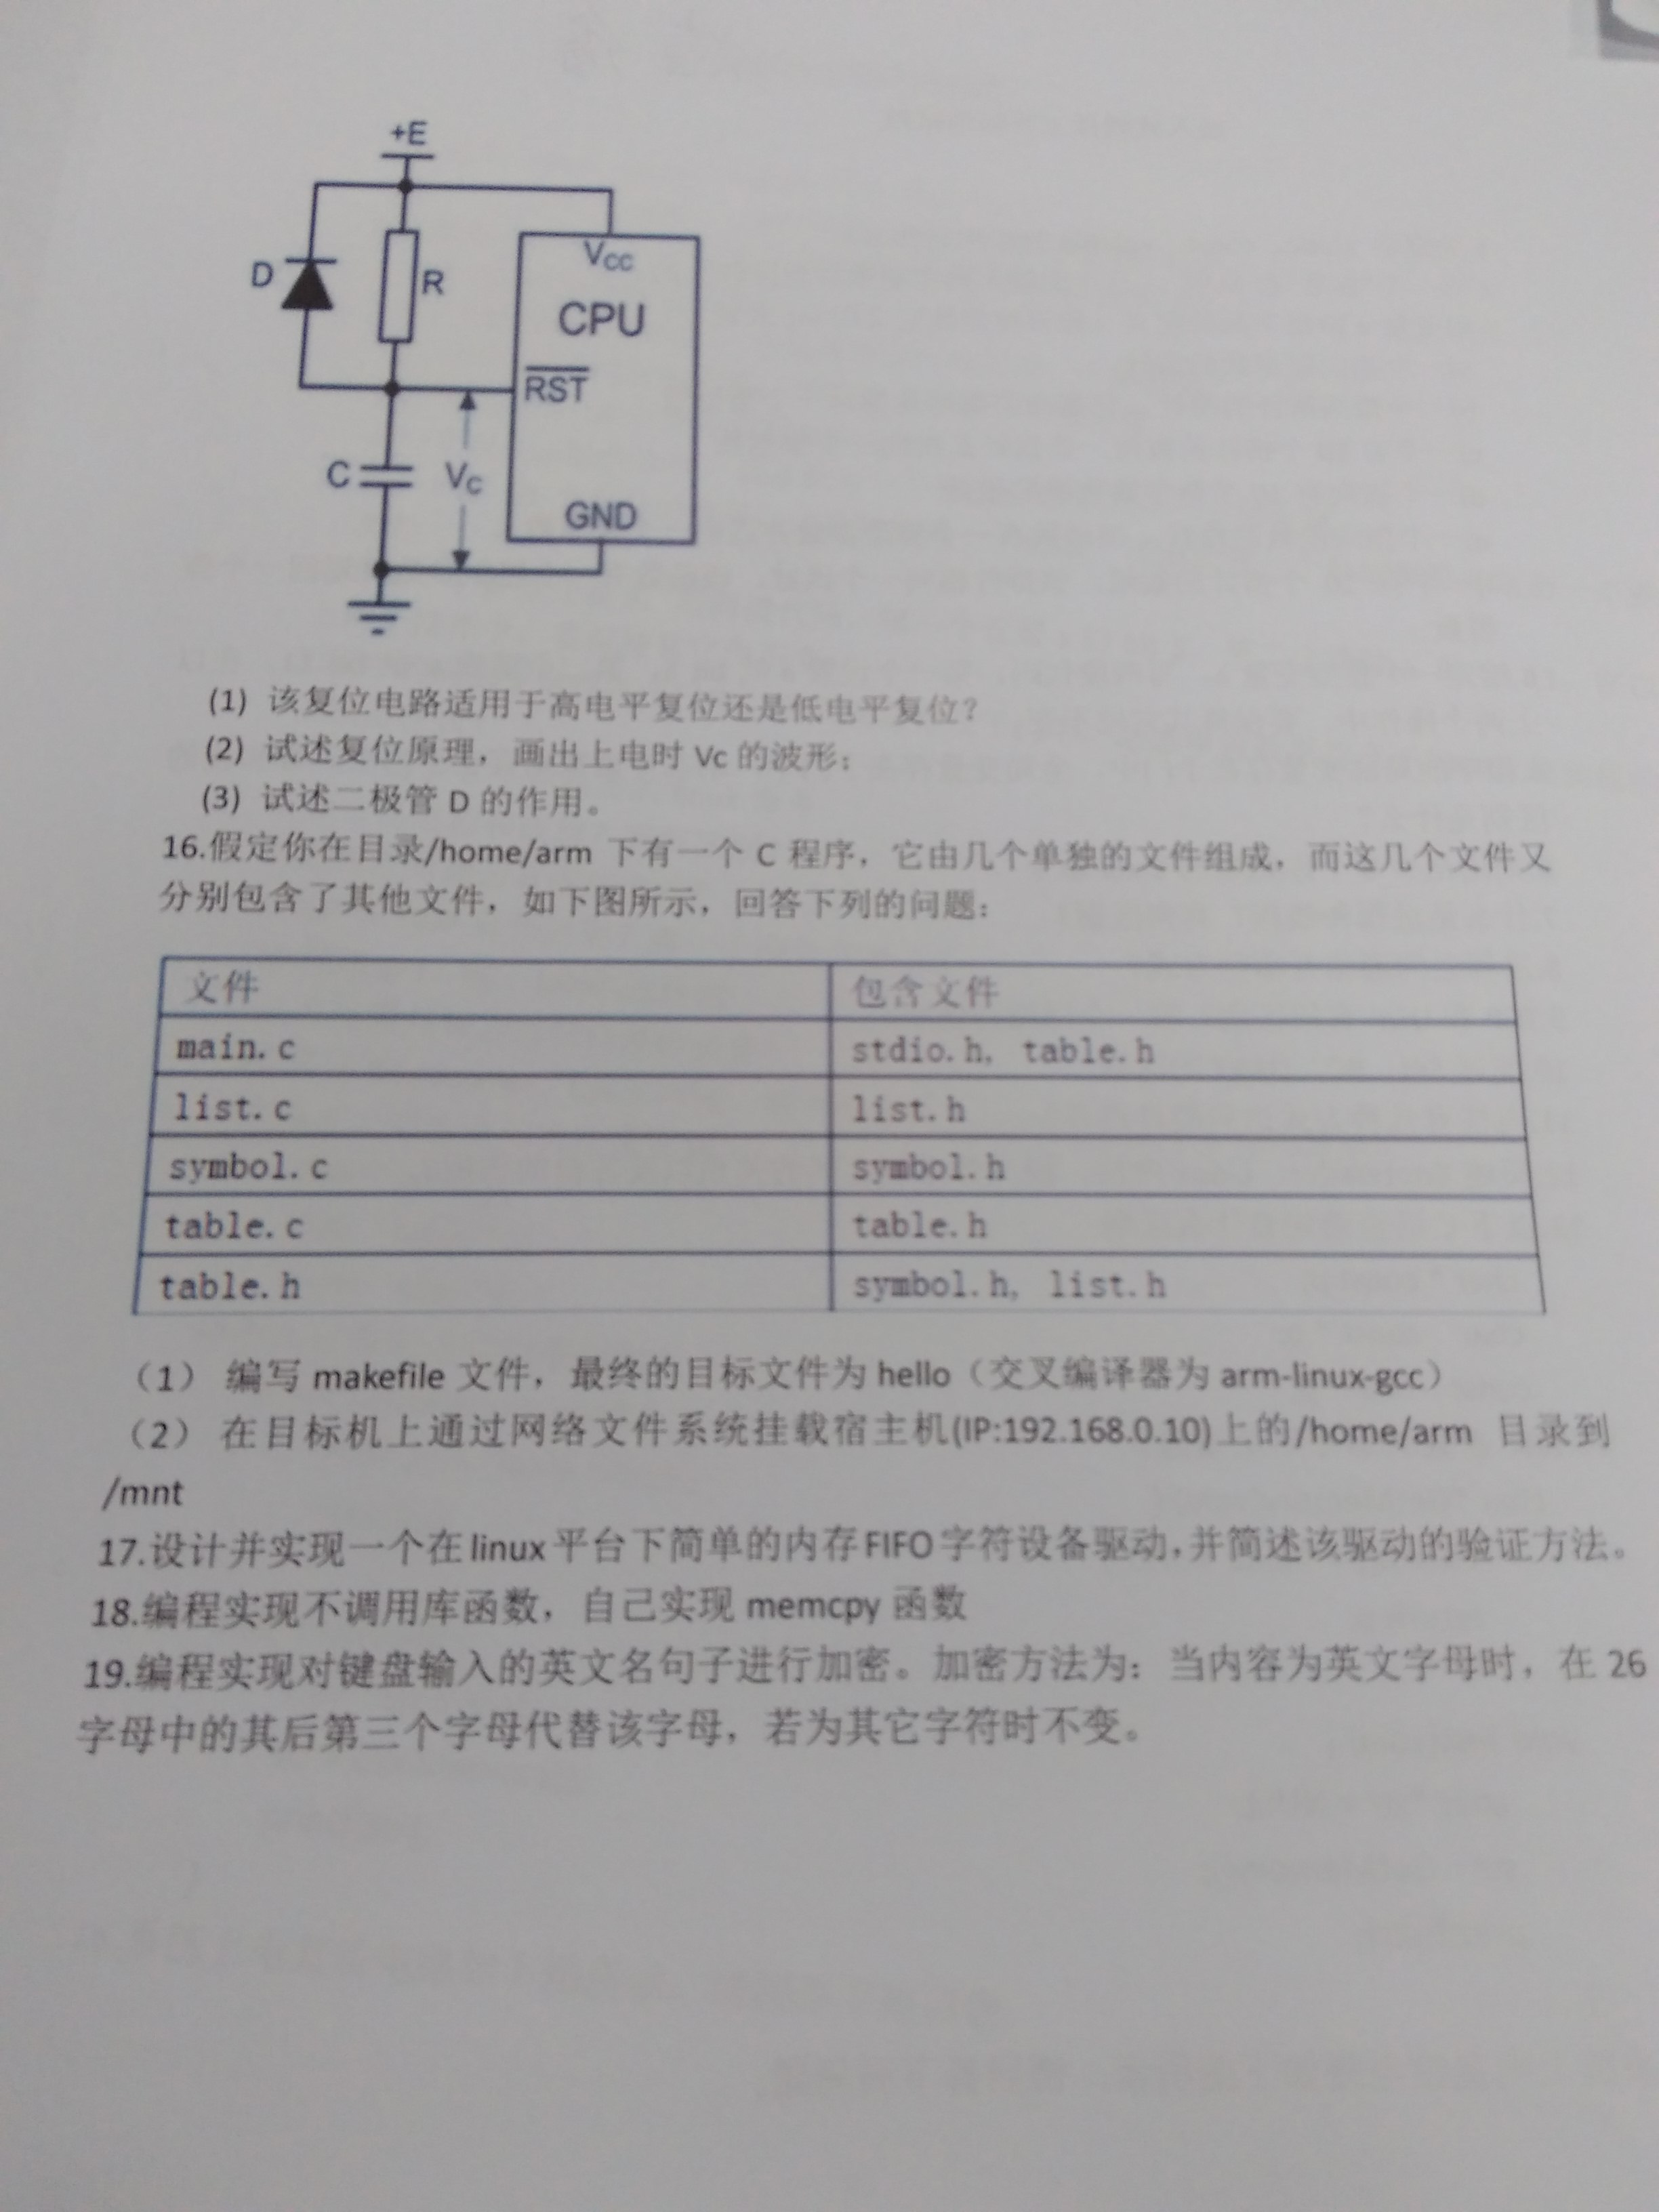 +E
D
R
Vcc
CPU
RST
C
Vc
GND
(1) 该复位电路适用于高电平复位还是低电平复位？
(2) 试述复位原理，画出上电时 Vc 的波形；
(3) 试述二极管 D 的作用。
16.假定你在目录/home/arm 下有一个 C 程序，它由几个单独的文件组成，而这几个文件又
分别包含了其他文件，如下图所示，回答下列的问题：
文件 包含文件
main.c stdio.h, table.h
list.c list.h
symbol.c symbol.h
table.c table.h
table.h symbol.h, list.h
（1） 编写 makefile 文件，最终的目标文件为 hello（交叉编译器为 arm-linux-gcc）
（2） 在目标机上通过网络文件系统挂载宿主机(IP:192.168.0.10)上的/home/arm 目录到
/mnt
17.设计并实现一个在 linux 平台下简单的内存 FIFO 字符设备驱动，并简述该驱动的验证方法。
18.编程实现不调用库函数，自己实现 memcpy 函数
19.编程实现对键盘输入的英文名句子进行加密。加密方法为：当内容为英文字母时，在 26
字母中的其后第三个字母代替该字母，若为其它字符时不变。